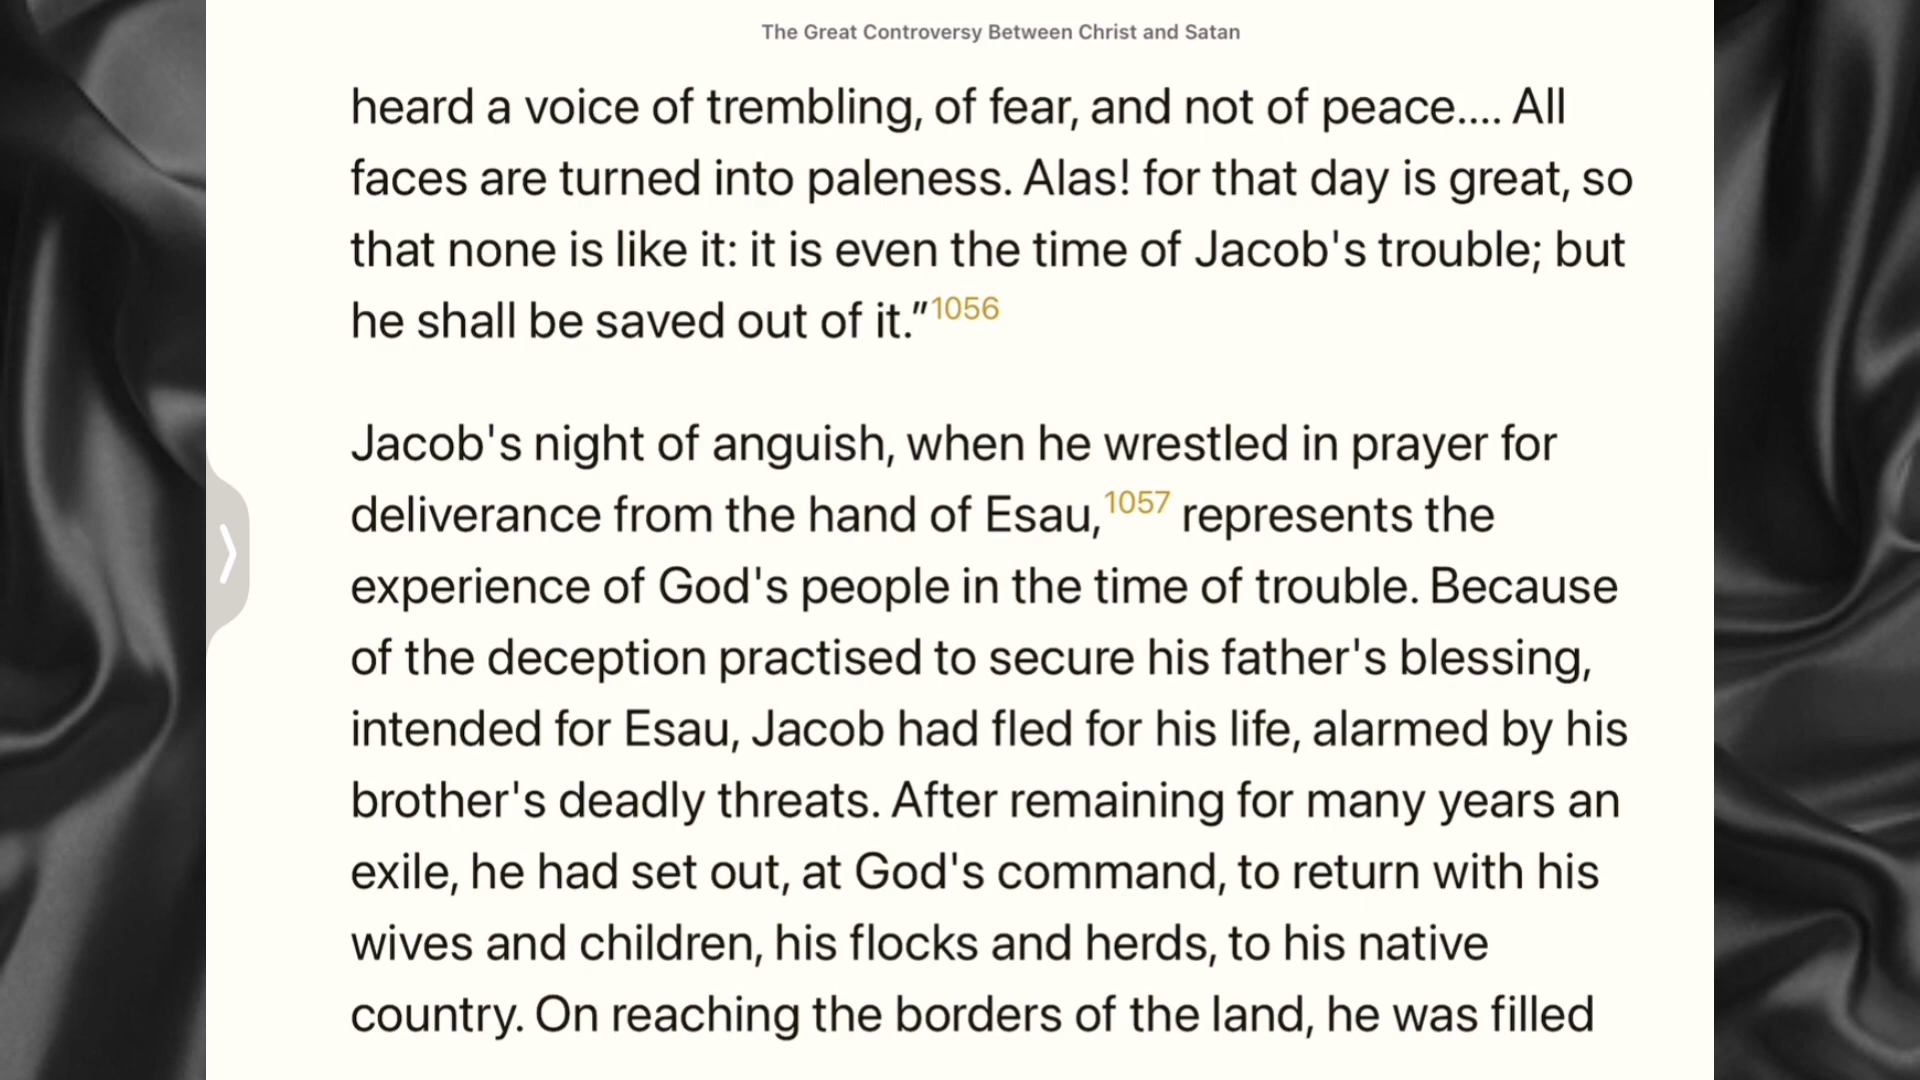 The Great Controversy Between Christ and Satan
heard a voice of trembling, of fear, and not of peace.... All
faces are turned into paleness. Alas! for that day is great, so
that none is like it: it is even the time of Jacob's trouble; but
he shall be saved out of it."1056
Jacob's night of anguish, when he wrestled in prayer for
deliverance from the hand of Esau,1057 represents the
experience of God's people in the time of trouble. Because
of the deception practised to secure his father's blessing,
intended for Esau, Jacob had fled for his life, alarmed by his
brother's deadly threats. After remaining for many years an
exile, he had set out, at God's command, to return with his
wives and children, his flocks and herds, to his native
country. On reaching the borders of the land, he was filled